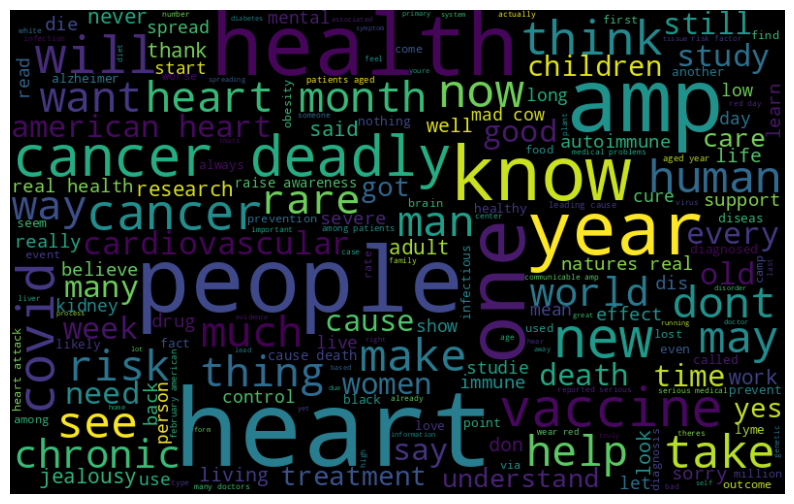 health
think
amp
will
want
heart
month
now
study
children
still
never
spread
die
thank
start
mental
read
alzheimer
worse
patients aged
obesity
nothing
american heart
said
well
mad cow
good
long
low
day
learn
autoimmune
care
life
food
medical problems
aged year
cancer deadly
know
human
real health
research
raise awareness
got
cure
support
way
cancer
rare
man
severe
prevention
brain
healthy
leading cause
virus
diseas
always
seem
really
cardiovascular
important
among patients
adult
center
year
every
event
believe
many
people
one
natures real
old
world
dis
effect
mean
communicable amp
diagnosed
camp
disorder
kidney
liver
process
week
drug
much
cause
show
infectious
rate
family
case
covid
likely
fact
live
evidence
right
age
new
dont
may
used
great
lost
running
even
doctor
called
heart attack
risk
thing
cause death
make
women
studie
immune
death
time
work
prevent
need
back
person
february american
control
black
based
due
lead
see
heart
vaccine
yes
reported serious
serious medical
among
chronic
say
love
don
point
already
via
wear red
help
take
look
theres
lyme
diagnosis
let
sorry
million
outcome
jealousy
use
living
treatment
understand
many doctors
type
form
high
information
yet
home
lot
bad
self
genetic
number
diabetes
associated
primary
system
symptom
actually
feel
youre
come
first
another
find
tissue risk factor
red day
white
infection
diet
spreading
someone
plant
hear
away
last